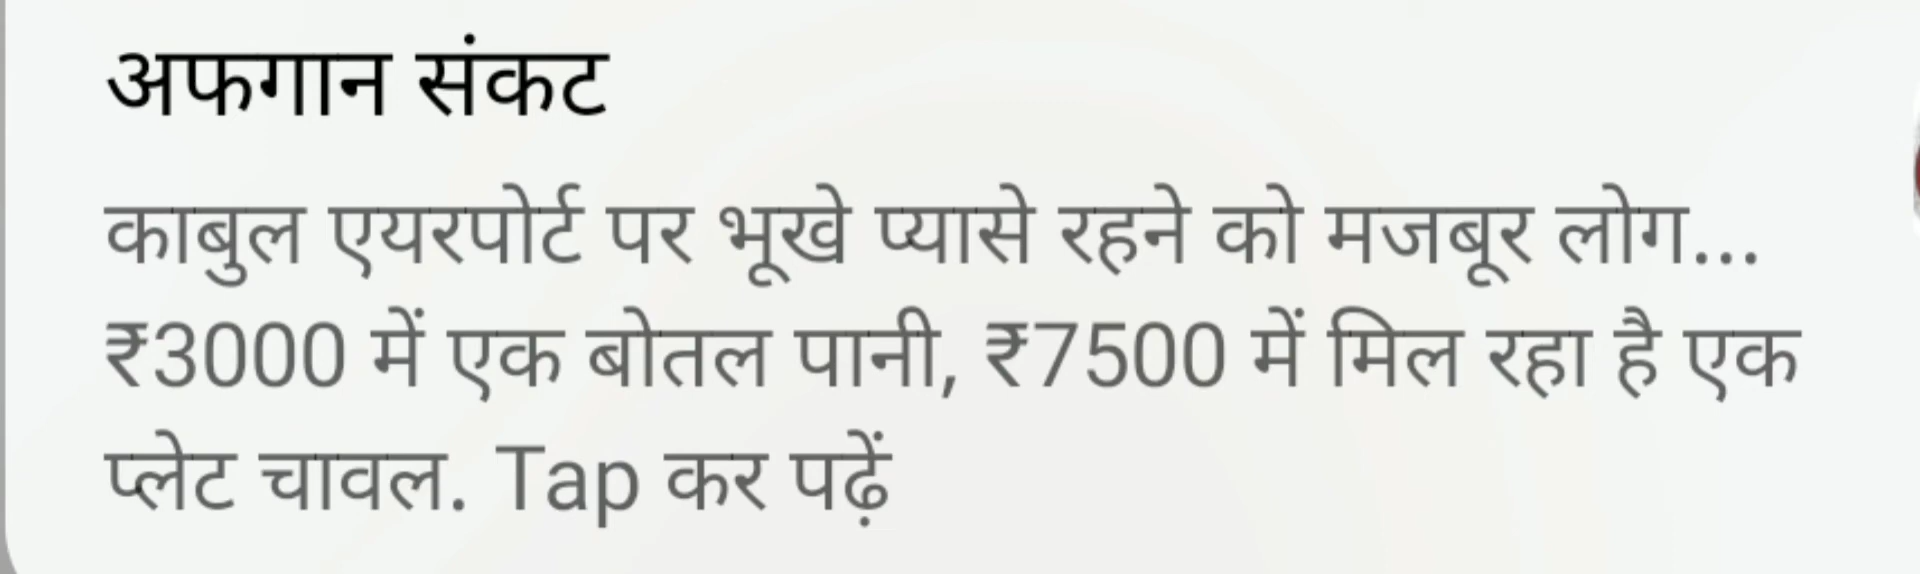 अफगान संकट
काबुल एयरपोर्ट पर भूखे प्यासे रहने को मजबूर लोग...
₹3000 में एक बोतल पानी, ₹7500 में मिल रहा है एक
प्लेट चावल. Tap कर पढ़ें